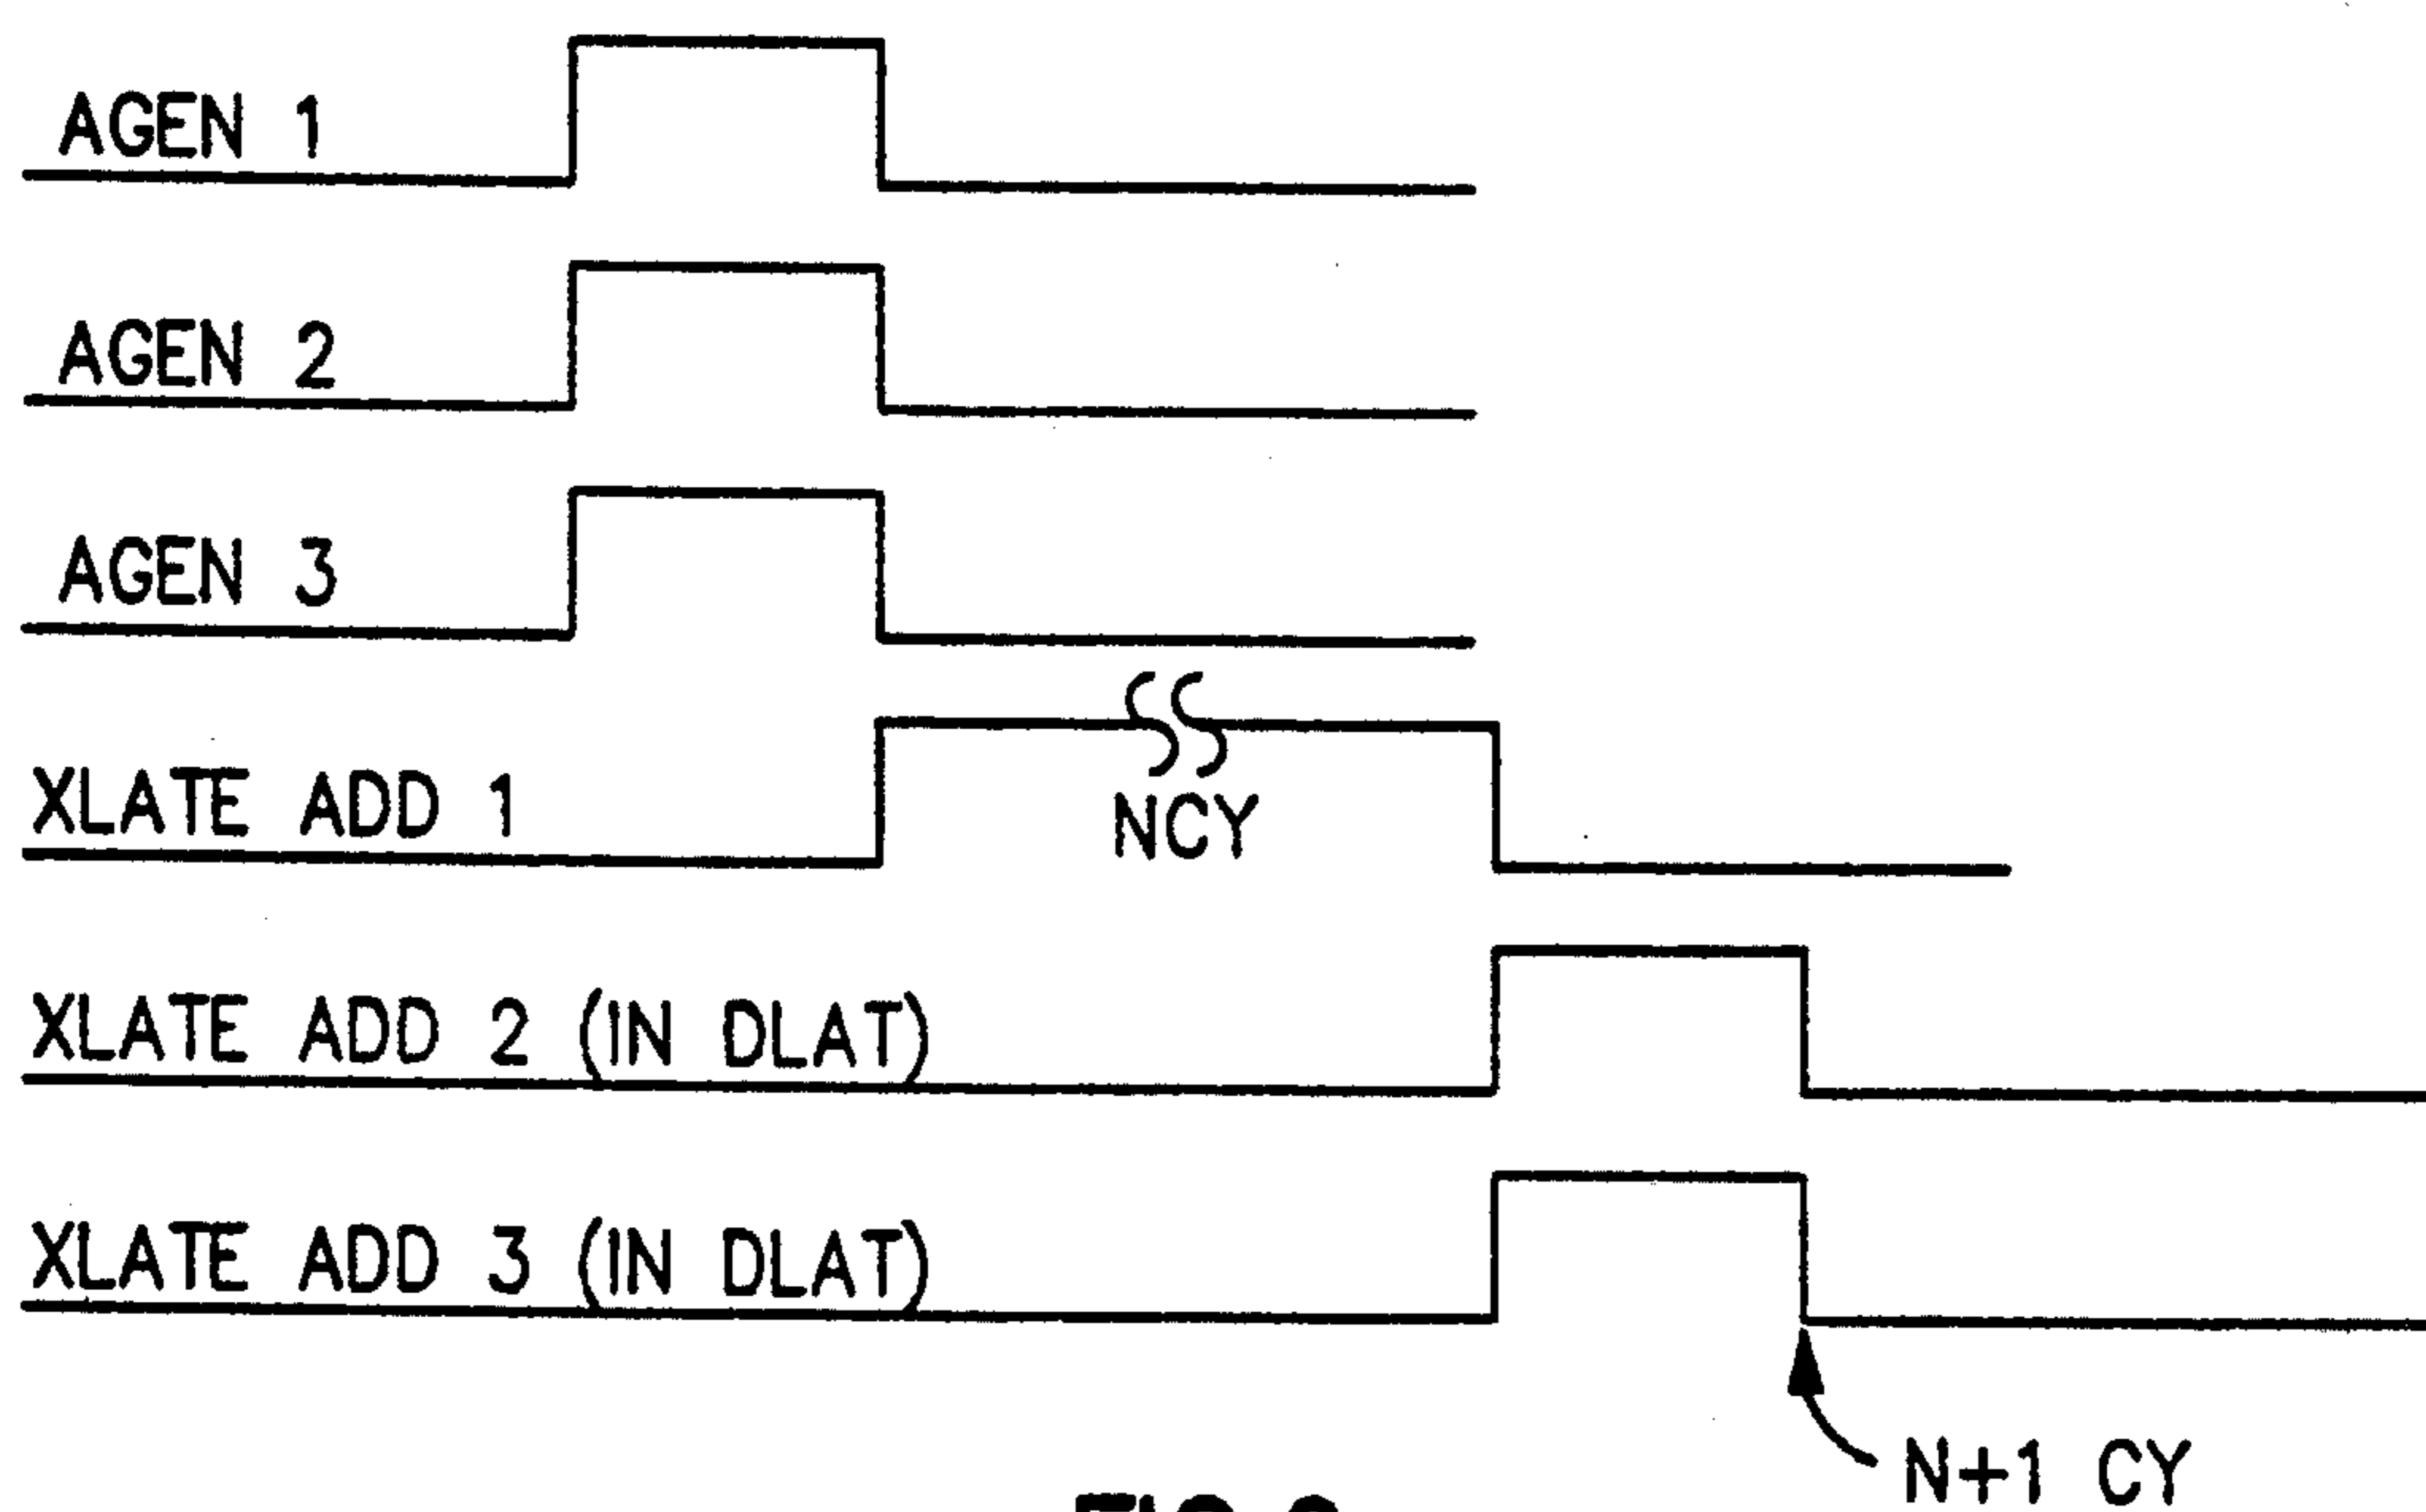 AGEN 1
AGEN 2
AGEN 3
XLATE ADD 1
NCY
XLATE ADD 2 (IN DLAT)
XLATE ADD 3 (IN DLAT)
N+1 CY